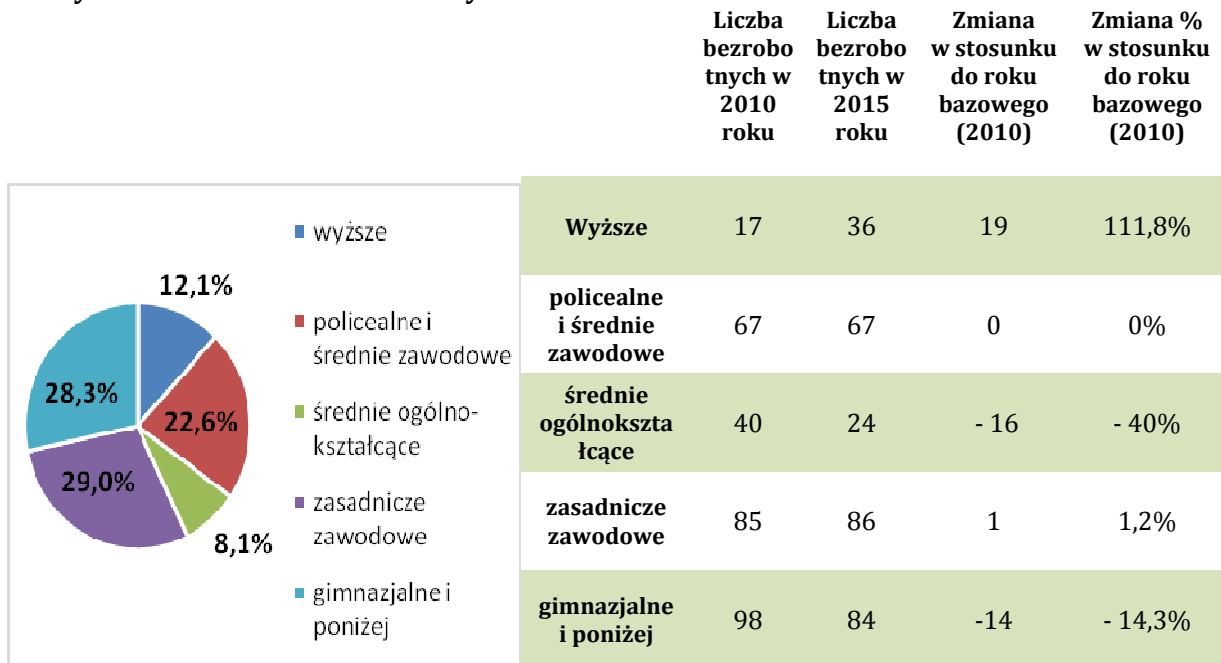 Liczba
bezrobo
tnych w
2010
roku
Liczba
bezrobo
tnych w
2015
roku
Zmiana
w stosunku
do roku
bazowego
(2010)
Zmiana %
w stosunku
do roku
bazowego
(2010)
12,1%
22,6%
8,1%
29,0%
28,3%
wyższe
policealne i
średnie zawodowe
średnie ogólno-
kształcące
zasadnicze
zawodowe
gimnazjalne i
poniżej
Wyższe 17 36 19 111,8%
policealne
i średnie
zawodowe
67 67 0 0%
średnie
ogólnokszta
łcące
40 24 - 16 - 40%
zasadnicze
zawodowe
85 86 1 1,2%
gimnazjalne
i poniżej
98 84 -14 - 14,3%